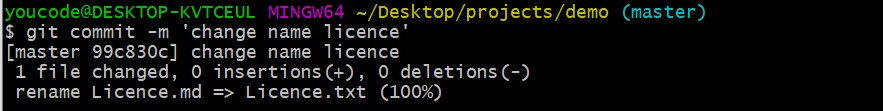 youcode@DESKTOP-KVTCEUL MINGW64 ~/Desktop/projects/demo (master)
$ git commit -m 'change name licence'
[master 99c830c] change name licence
 1 file changed, 0 insertions(+), 0 deletions(-)
 rename Licence.md => Licence.txt (100%)